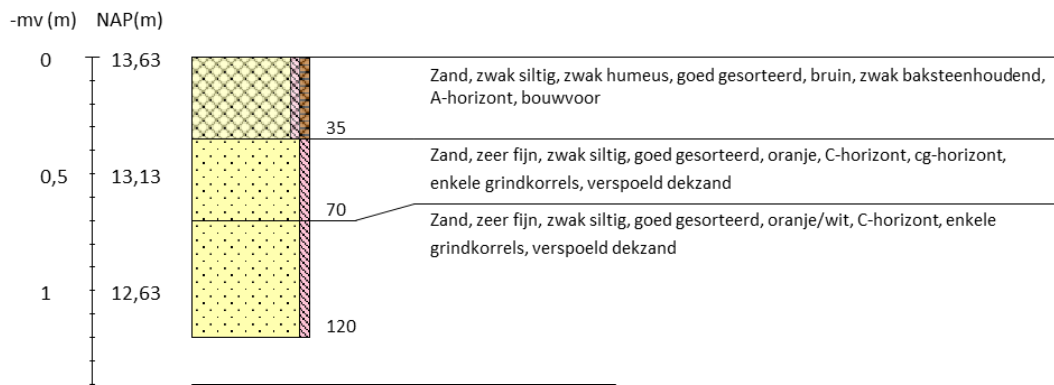 -mv (m) NAP(m)
0 13,63
Zand, zwak siltig, zwak humeus, goed gesorteerd, bruin, zwak baksteenhoudend,
A-horizont, bouwvoor
35
Zand, zeer fijn, zwak siltig, goed gesorteerd, oranje, C-horizont, cg-horizont,
enkele grindkorrels, verspoeld dekzand
0,5 13,13
70
Zand, zeer fijn, zwak siltig, goed gesorteerd, oranje/wit, C-horizont, enkele
grindkorrels, verspoeld dekzand
1 12,63
120